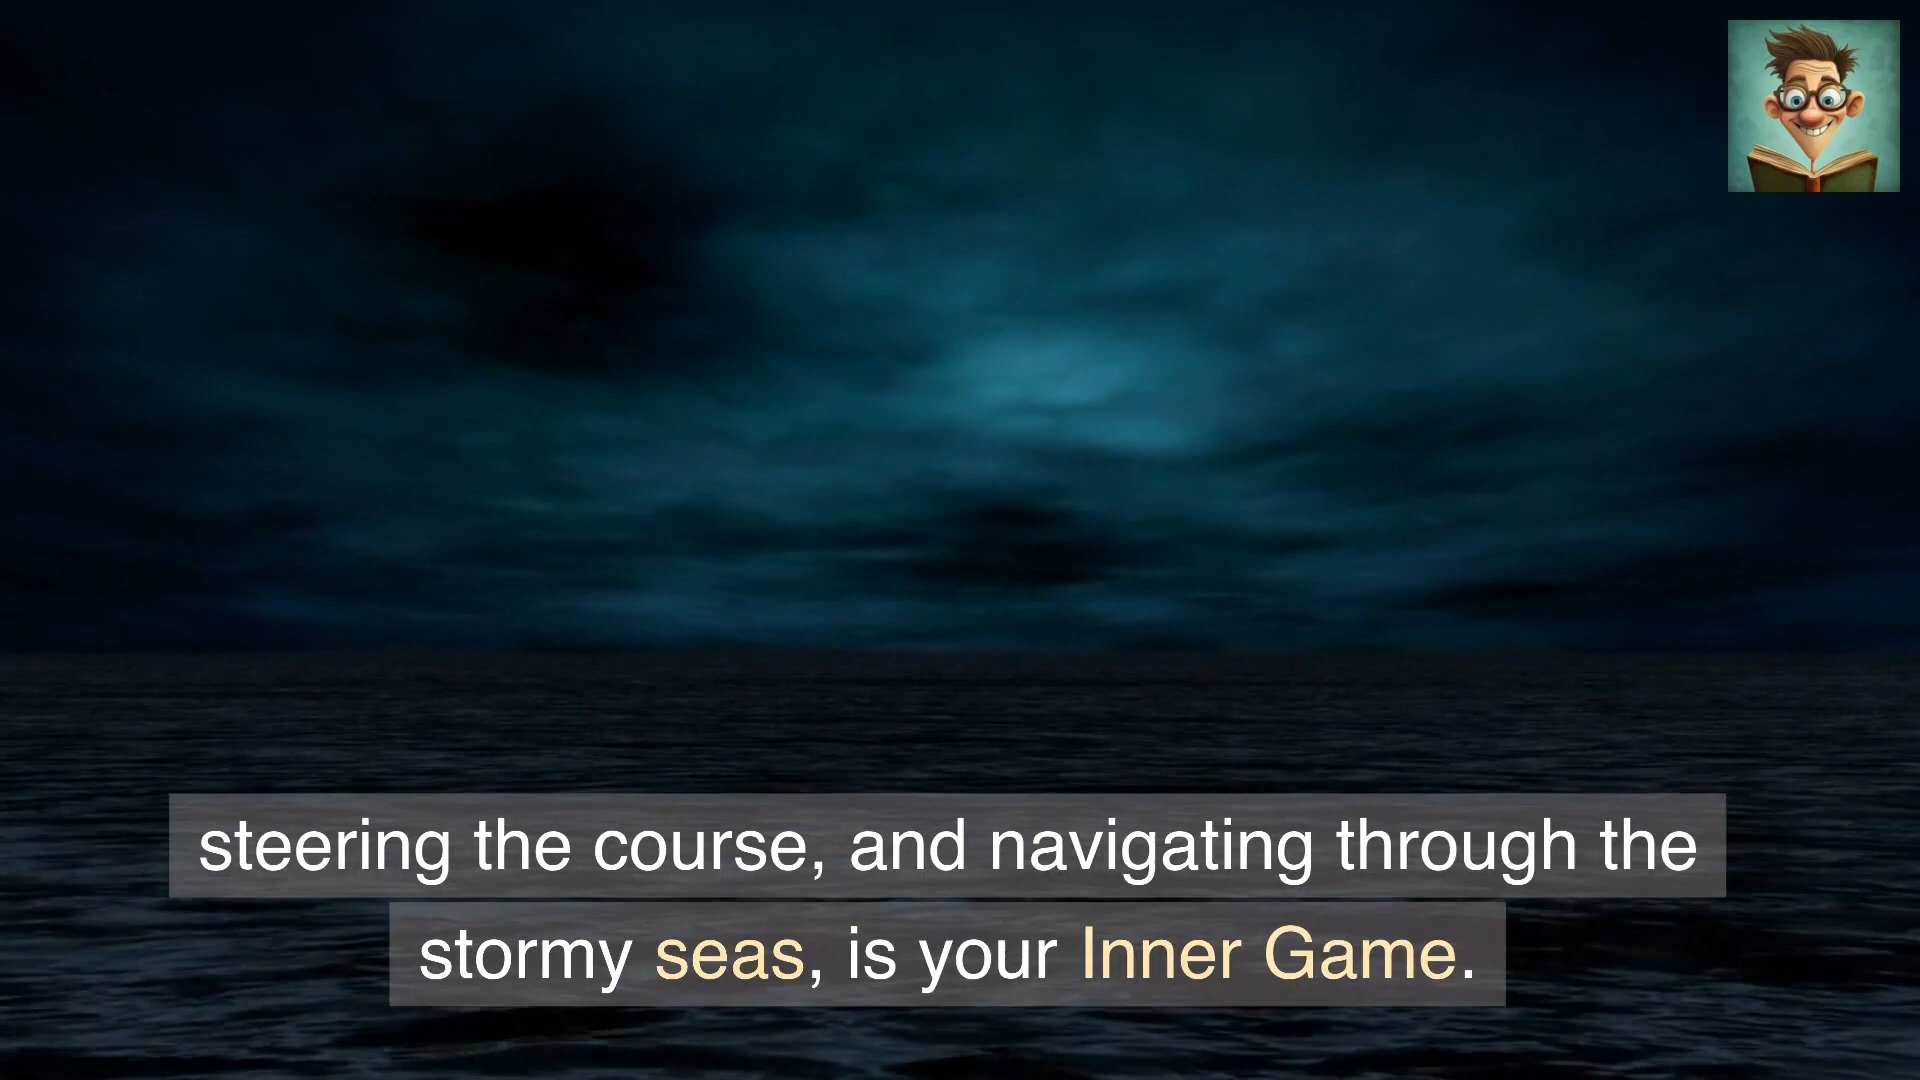 steering the course, and navigating through the
stormy seas, is your Inner Game.